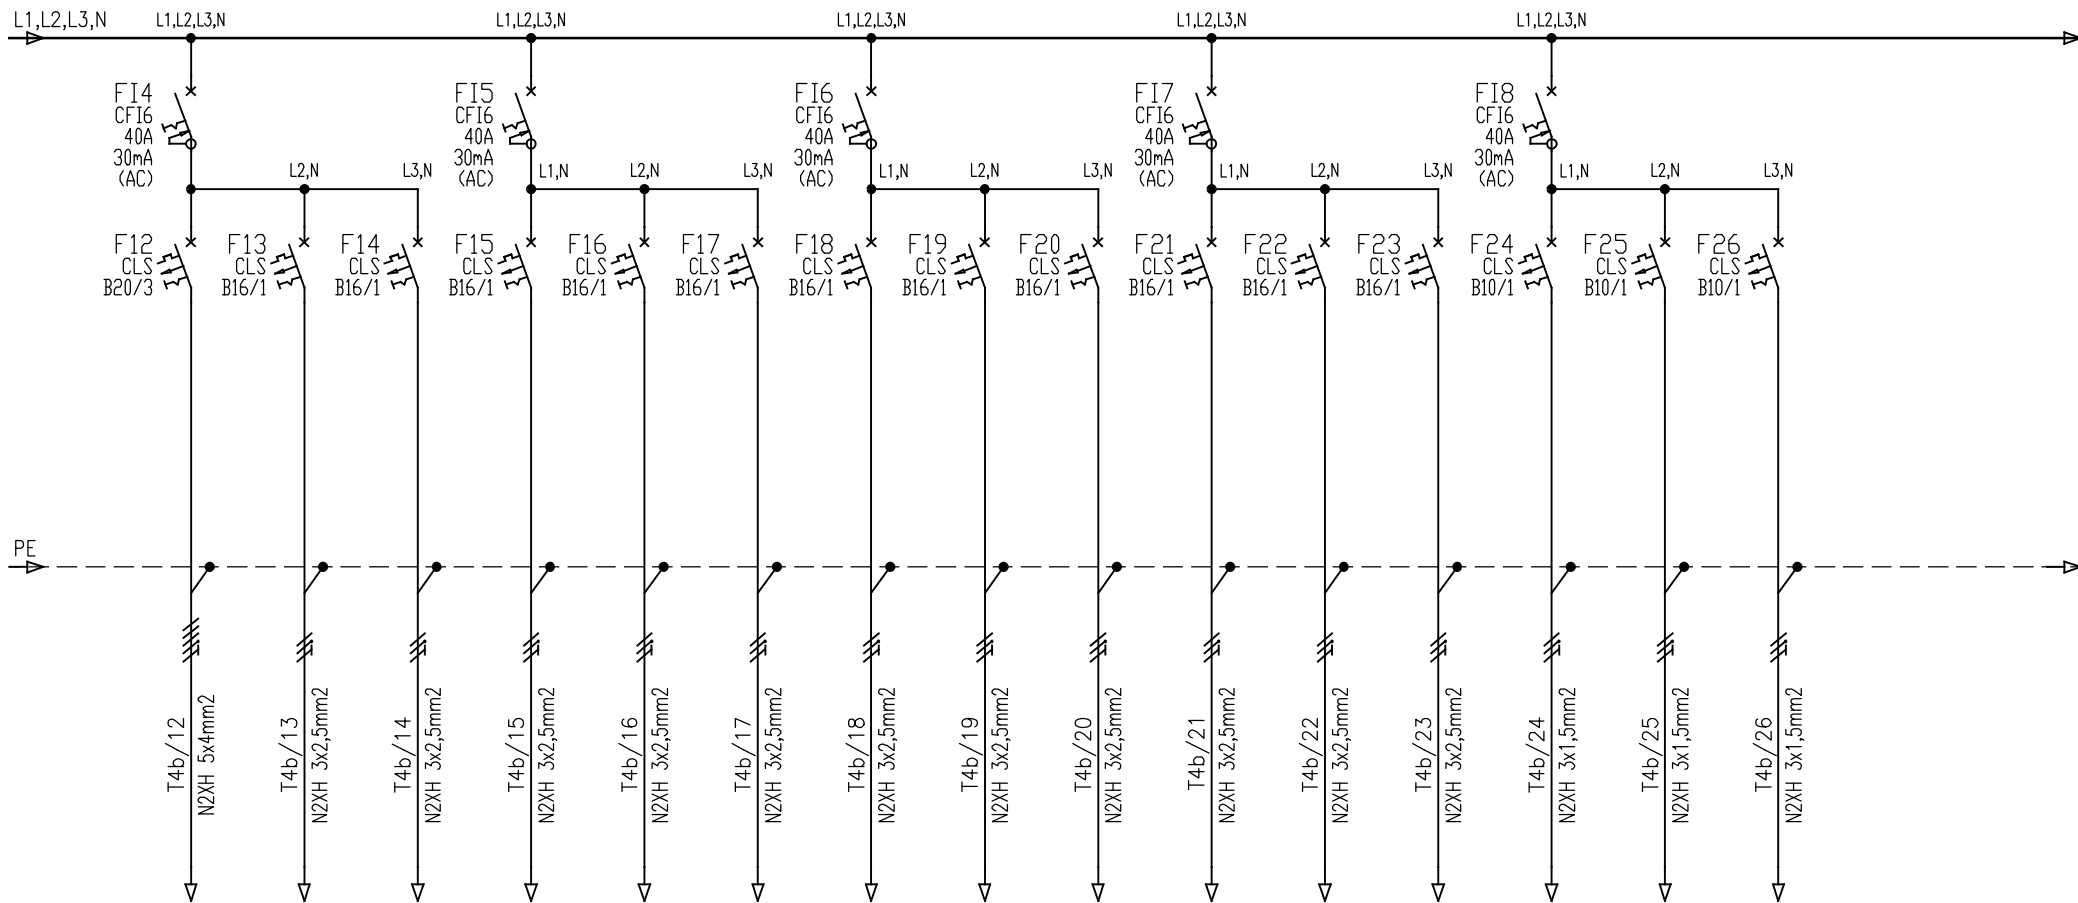 L1,L2,L3,N
L1,L2,L3,N
L1,L2,L3,N
L1,L2,L3,N
L1,L2,L3,N
L1,L2,L3,N
FI4
CFI6
40A
30mA
(AC)
FI5
CFI6
40A
30mA
(AC)
FI6
CFI6
40A
30mA
(AC)
FI7
CFI6
40A
30mA
(AC)
FI8
CFI6
40A
30mA
(AC)
L2,N
L3,N
L1,N
L2,N
L3,N
L1,N
L2,N
L3,N
L1,N
L2,N
L3,N
L1,N
L2,N
L3,N
F12
CLS
B20/3
F13
CLS
B16/1
F14
CLS
B16/1
F15
CLS
B16/1
F16
CLS
B16/1
F17
CLS
B16/1
F18
CLS
B16/1
F19
CLS
B16/1
F20
CLS
B16/1
F21
CLS
B16/1
F22
CLS
B16/1
F23
CLS
B16/1
F24
CLS
B10/1
F25
CLS
B10/1
F26
CLS
B10/1
PE
T4b/12
N2XH 5x4mm2
T4b/13
N2XH 3x2,5mm2
T4b/14
N2XH 3x2,5mm2
T4b/15
N2XH 3x2,5mm2
T4b/16
N2XH 3x2,5mm2
T4b/17
N2XH 3x2,5mm2
T4b/18
N2XH 3x2,5mm2
T4b/19
N2XH 3x2,5mm2
T4b/20
N2XH 3x2,5mm2
T4b/21
N2XH 3x2,5mm2
T4b/22
N2XH 3x2,5mm2
T4b/23
N2XH 3x2,5mm2
T4b/24
N2XH 3x1,5mm2
T4b/25
N2XH 3x1,5mm2
T4b/26
N2XH 3x1,5mm2